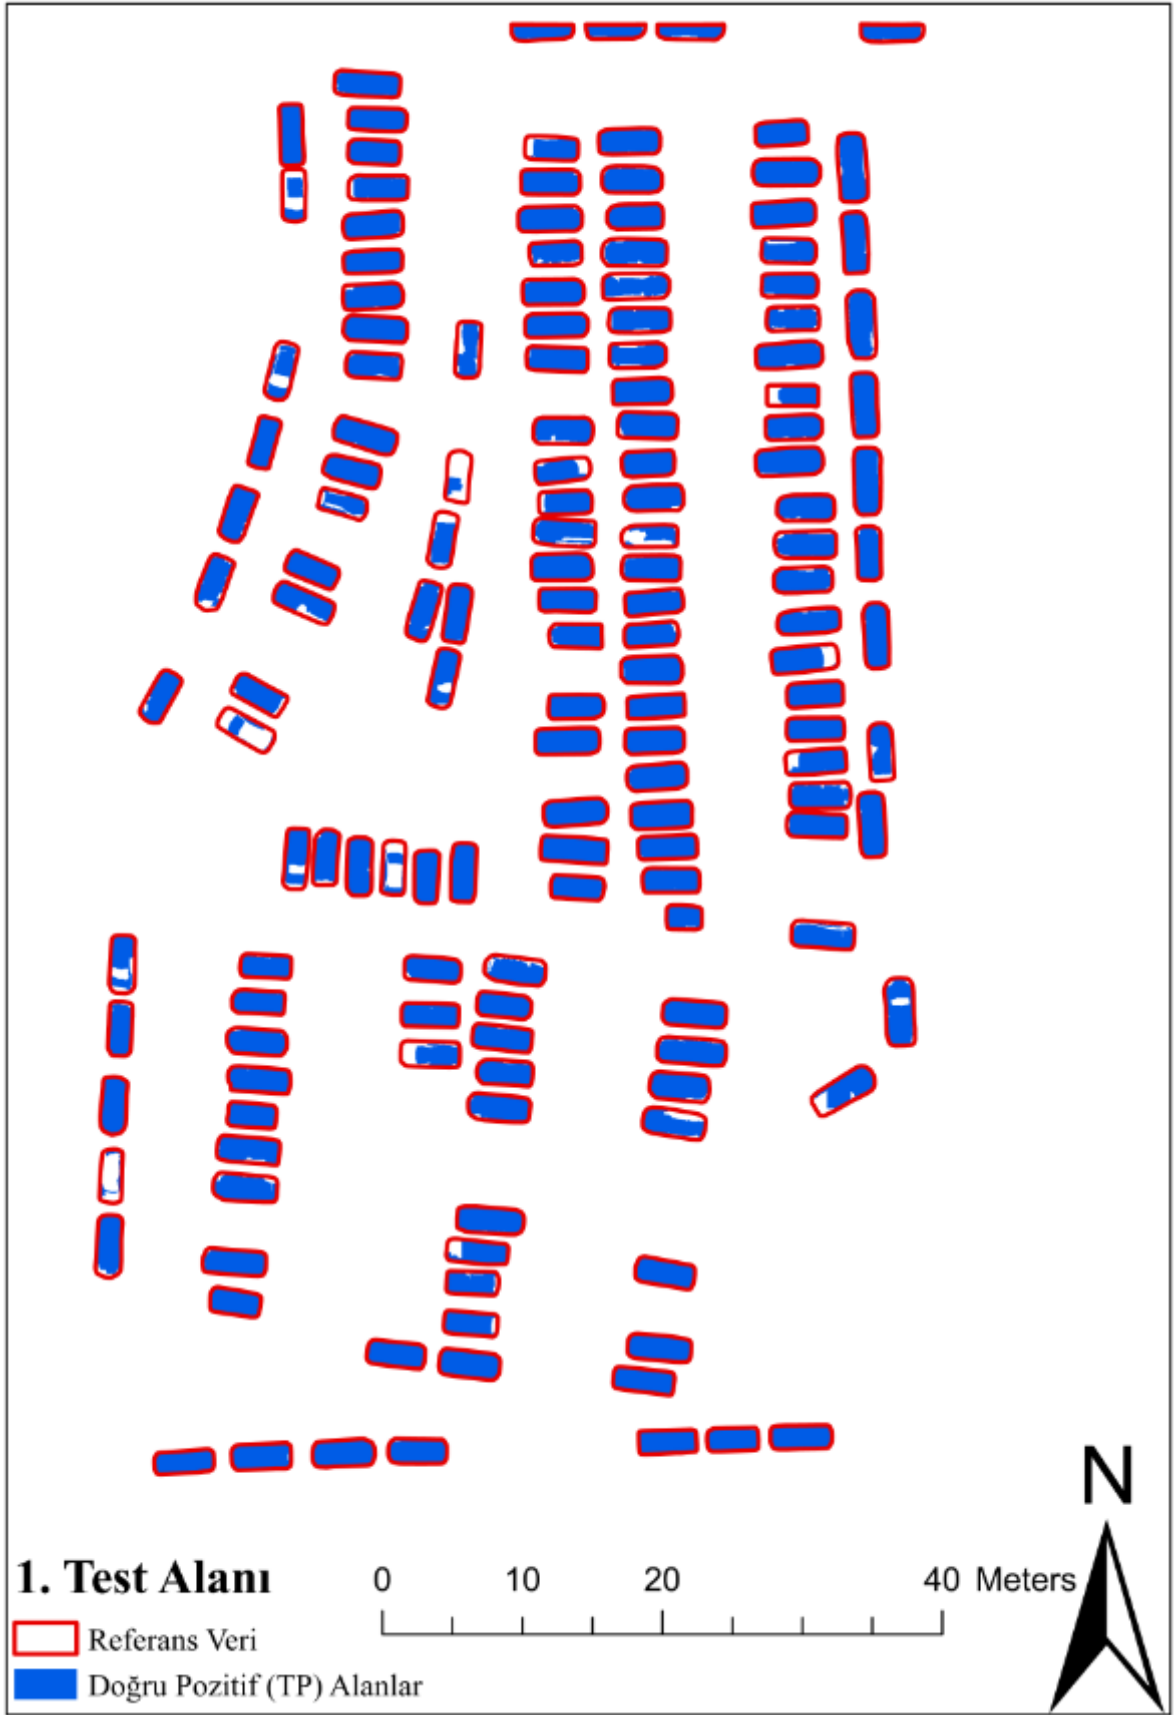 N
1. Test Alanı
0 10 20 40 Meters
Referans Veri
Doğru Pozitif (TP) Alanlar